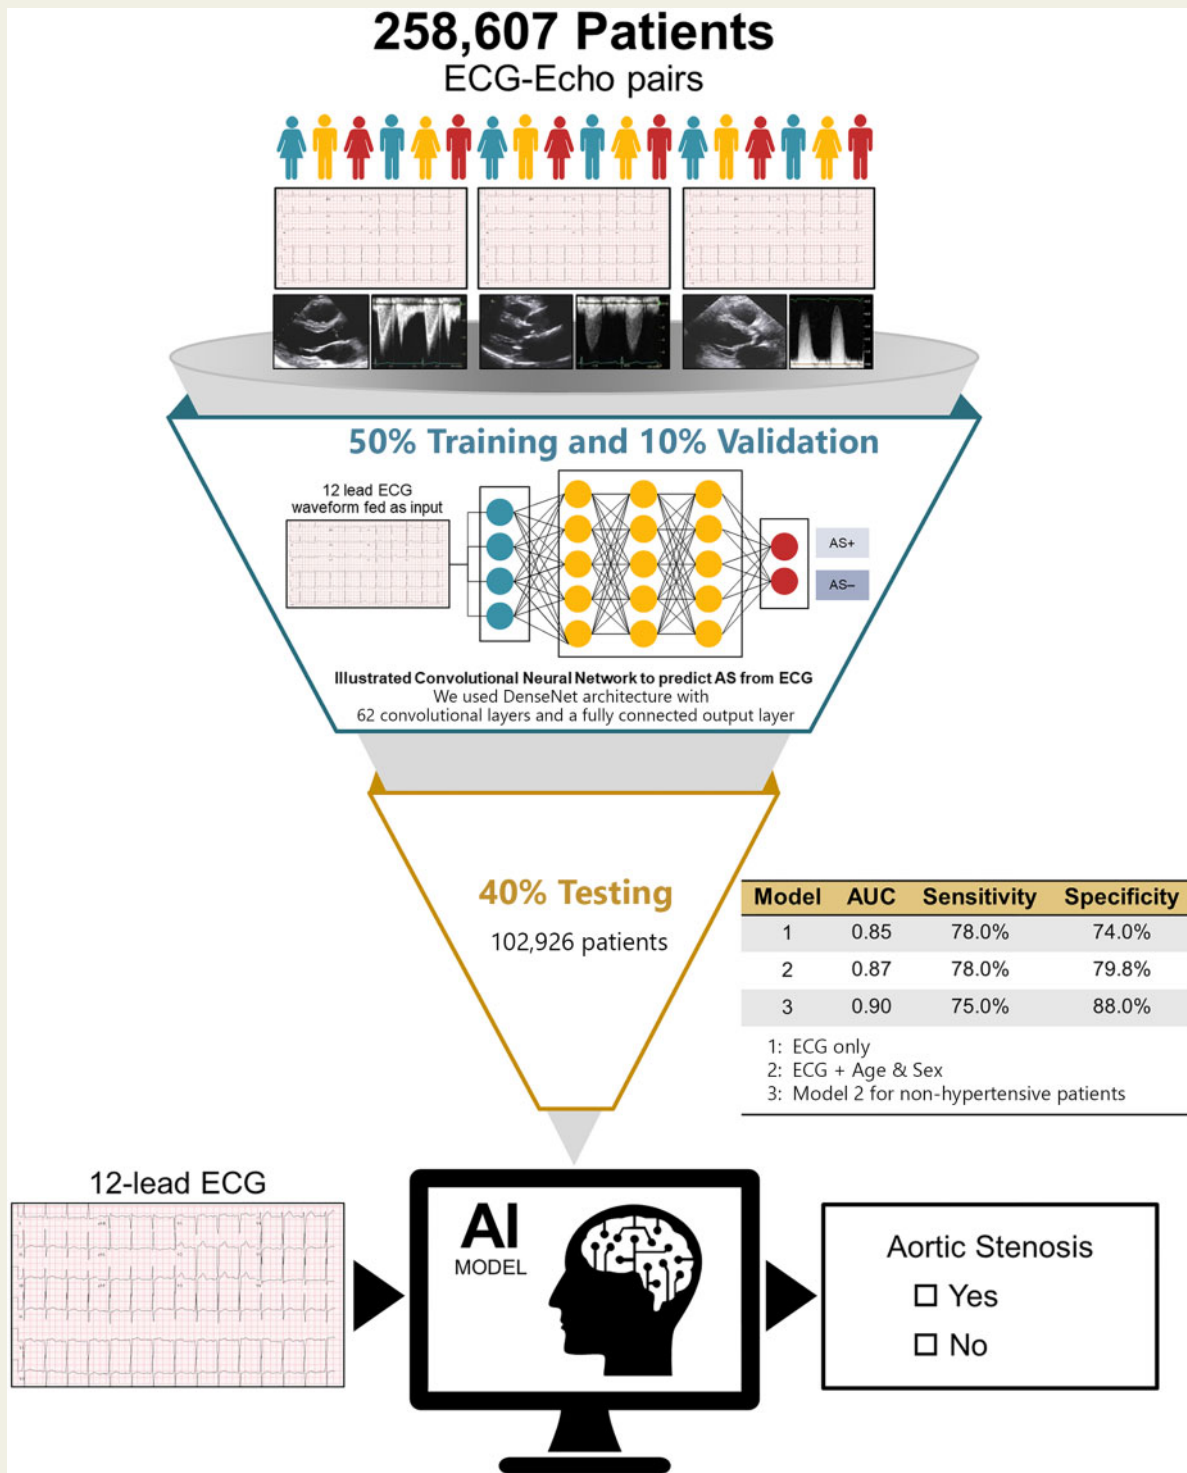 258,607 Patients
ECG-Echo pairs
50% Training and 10% Validation
12 lead ECG
waveform fed as input
AS+
AS–
Illustrated Convolutional Neural Network to predict AS from ECG
We used DenseNet architecture with
62 convolutional layers and a fully connected output layer
40% Testing
102,926 patients
Model AUC Sensitivity Specificity
1 0.85 78.0% 74.0%
2 0.87 78.0% 79.8%
3 0.90 75.0% 88.0%
1: ECG only
2: ECG + Age & Sex
3: Model 2 for non-hypertensive patients
12-lead ECG
AI
MODEL
Aortic Stenosis
Yes
No